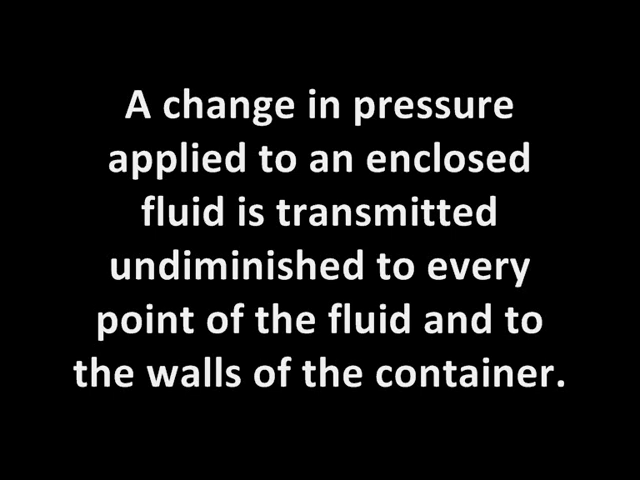 A change in pressure
applied to an enclosed
fluid is transmitted
undiminished to every
point of the fluid and to
the walls of the container.